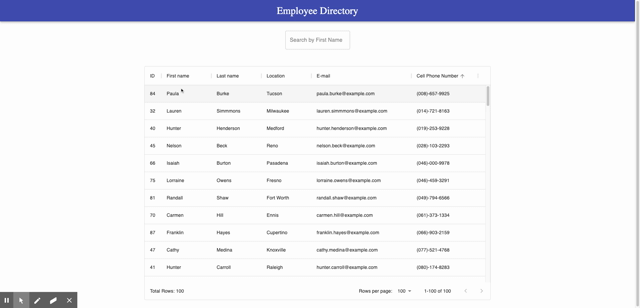 Employee Directory
Search by First Name
ID First name Last name Location E-mail Cell Phone Number
84 Paula Burke Tucson paula.burke@example.com (008)-657-9925
32 Lauren Simmmons Milwaukee lauren.simmmons@example.com (014)-721-8163
40 Hunter Henderson Medford hunter.henderson@example.com (019)-253-9228
45 Nelson Beck Reno nelson.beck@example.com (028)-103-2293
66 Isaiah Burton Pasadena isaiah.burton@example.com (046)-000-9978
75 Lorraine Owens Fresno lorraine.owens@example.com (046)-459-3291
81 Randall Shaw Fort Worth randall.shaw@example.com (049)-794-6566
70 Carmen Hill Ennis carmen.hill@example.com (061)-373-1334
87 Franklin Hayes Cupertino franklin.hayes@example.com (066)-903-2159
47 Cathy Medina Knoxville cathy.medina@example.com (077)-521-4768
41 Hunter Carroll Raleigh hunter.carroll@example.com (080)-174-8283
Total Rows: 100 Rows per page: 100 1-100 of 100